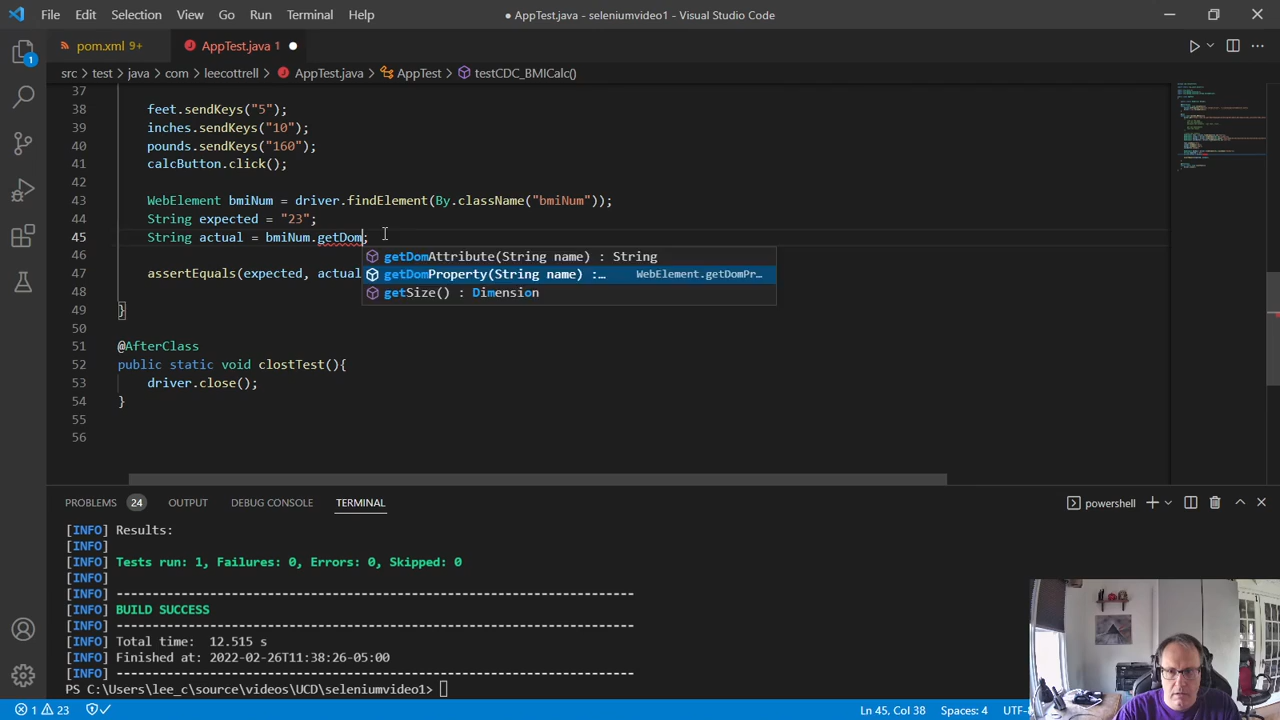 File Edit Selection View Go Run Terminal Help
● AppTest.java - seleniumvideo1 - Visual Studio Code
pom.xml 9+ AppTest.java 1 ●
src > test > java > com > leecottrell > AppTest.java > AppTest > testCDC_BMICalc()
37
38 feet.sendKeys("5");
39 inches.sendKeys("10");
40 pounds.sendKeys("160");
41 calcButton.click();
42
43 WebElement bmiNum = driver.findElement(By.className("bmiNum"));
44 String expected = "23";
45 String actual = bmiNum.getDom;
46 getDomAttribute(String name) : String
getDomProperty(String name) :… WebElement.getDomPr…
47 assertEquals(expected, actual
48 getSize() : Dimension
49 }
50
51 @AfterClass
52 public static void clostTest(){
53 driver.close();
54 }
55
56
PROBLEMS 24 OUTPUT DEBUG CONSOLE TERMINAL powershell
[INFO] Results:
[INFO]
[INFO] Tests run: 1, Failures: 0, Errors: 0, Skipped: 0
[INFO]
[INFO] ------------------------------------------------------------------------
[INFO] BUILD SUCCESS
[INFO] ------------------------------------------------------------------------
[INFO] Total time: 12.515 s
[INFO] Finished at: 2022-02-26T11:38:26-05:00
[INFO] ------------------------------------------------------------------------
PS C:\Users\lee_c\source\videos\UCD\seleniumvideo1>
1 23 Ln 45, Col 38 Spaces: 4 UTF-